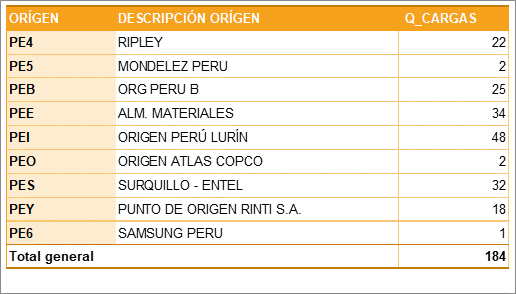 ORÍGEN DESCRIPCIÓN ORÍGEN Q_CARGAS
PE4 RIPLEY 22
PE5 MONDELEZ PERU 2
PEB ORG PERU B 25
PEE ALM. MATERIALES 34
PEI ORIGEN PERÚ LURÍN 48
PEO ORIGEN ATLAS COPCO 2
PES SURQUILLO - ENTEL 32
PEY PUNTO DE ORIGEN RINTI S.A. 18
PE6 SAMSUNG PERU 1
Total general 184